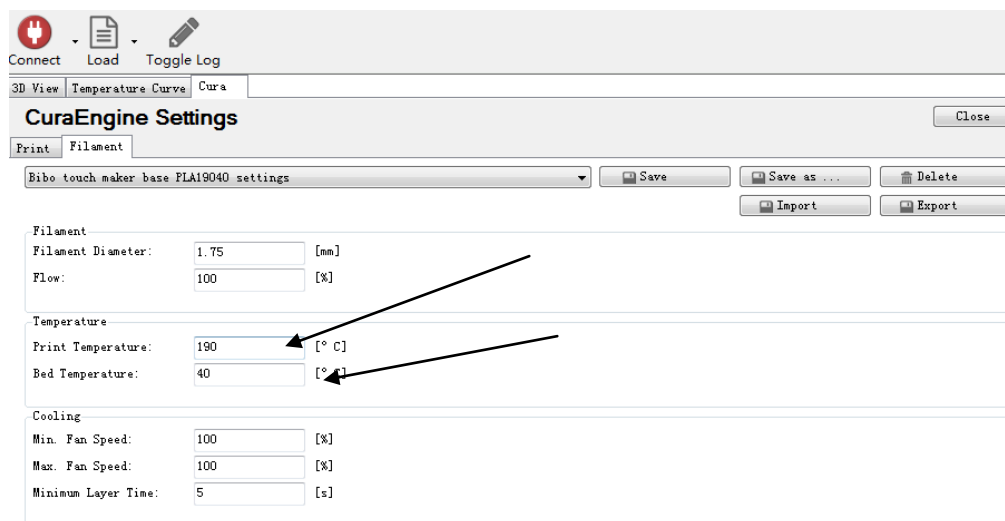 Connect Load Toggle Log
3D View Temperature Curve Cura
CuraEngine Settings Close
Print Filament
Bibo touch maker base PLA19040 settings Save Save as ... Delete
Import Export
Filament
Filament Diameter: 1.75 [mm]
Flow: 100 [%]
Temperature
Print Temperature: 190 [° C]
Bed Temperature: 40 [° C]
Cooling
Min. Fan Speed: 100 [%]
Max. Fan Speed: 100 [%]
Minimum Layer Time: 5 [s]